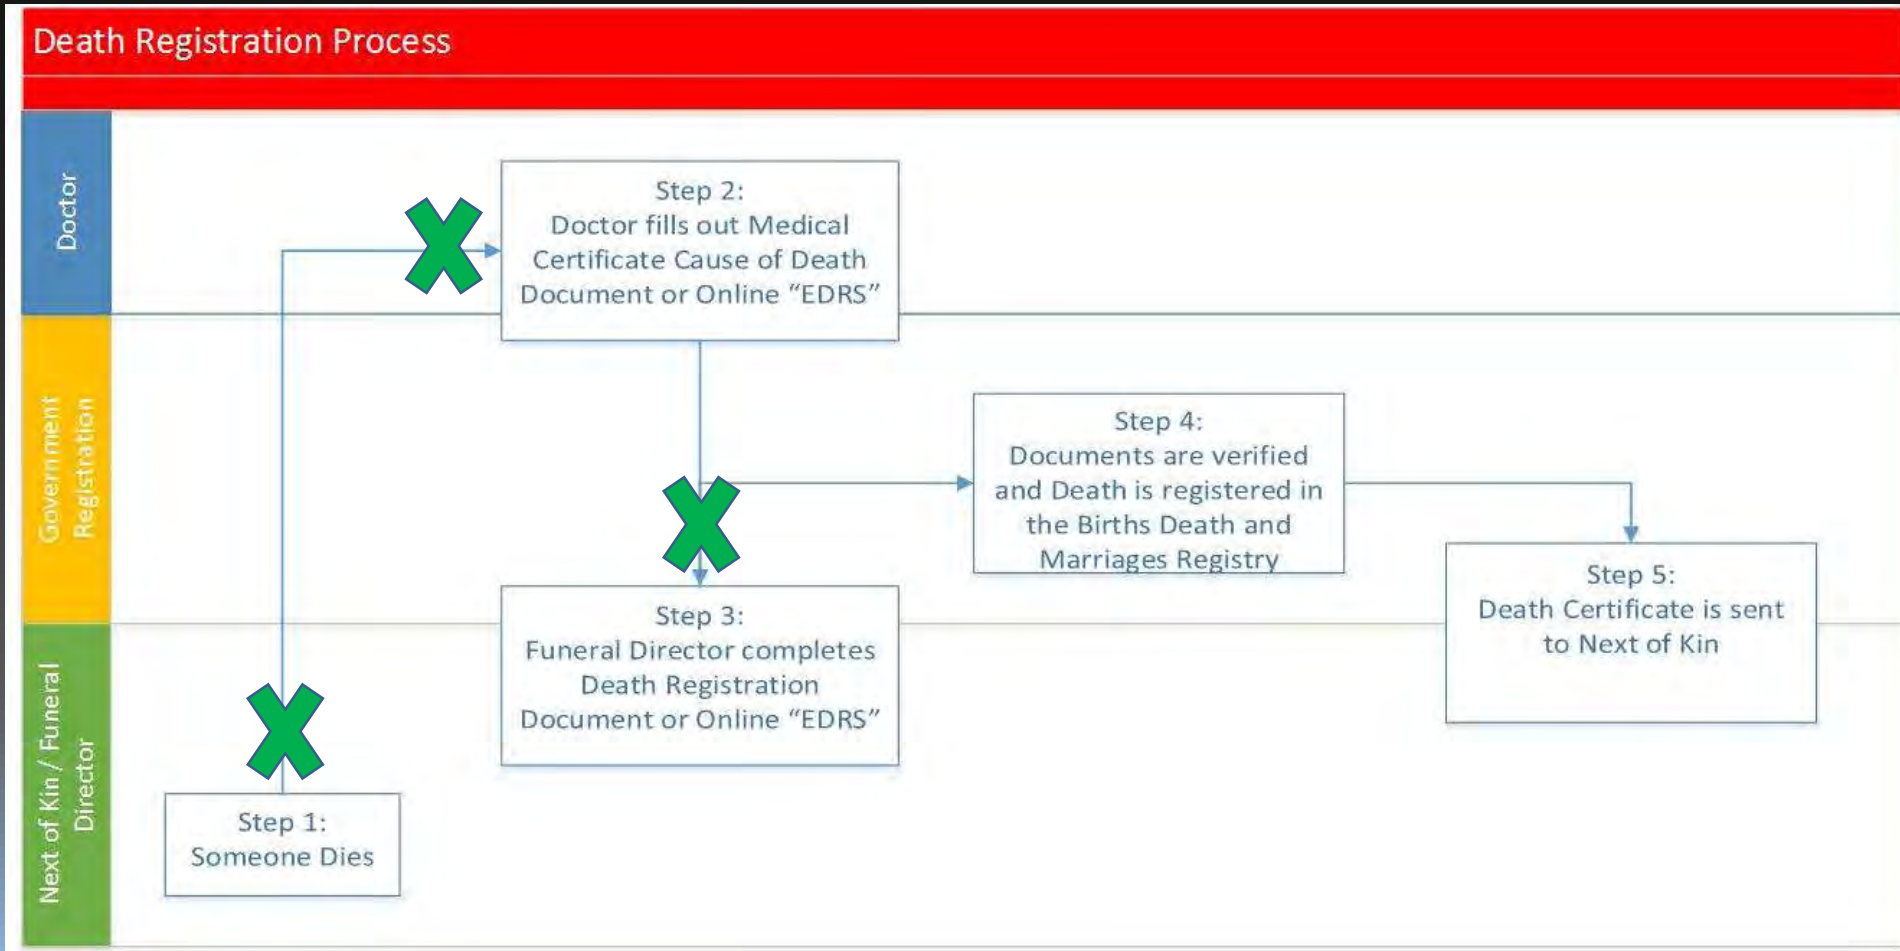 Death Registration Process
Doctor
Step 2:
Doctor fills out Medical
Certificate Cause of Death
Document or Online “EDRS”
Government
Registration
Step 4:
Documents are verified
and Death is registered in
the Births Death and
Marriages Registry
Step 5:
Death Certificate is sent
to Next of Kin
Step 3:
Funeral Director completes
Death Registration
Document or Online “EDRS”
Next of Kin / Funeral
Director
Step 1:
Someone Dies